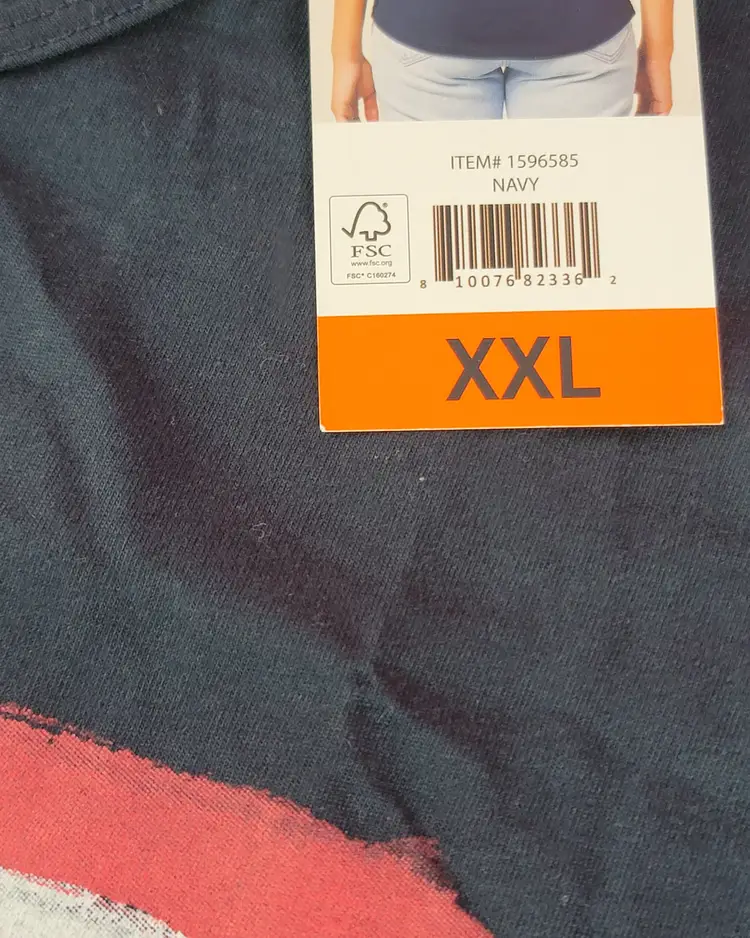 ITEM# 1596585
NAVY
FSC®
www.fsc.org
FSC® C160274
8 10076 82336 2
XXL